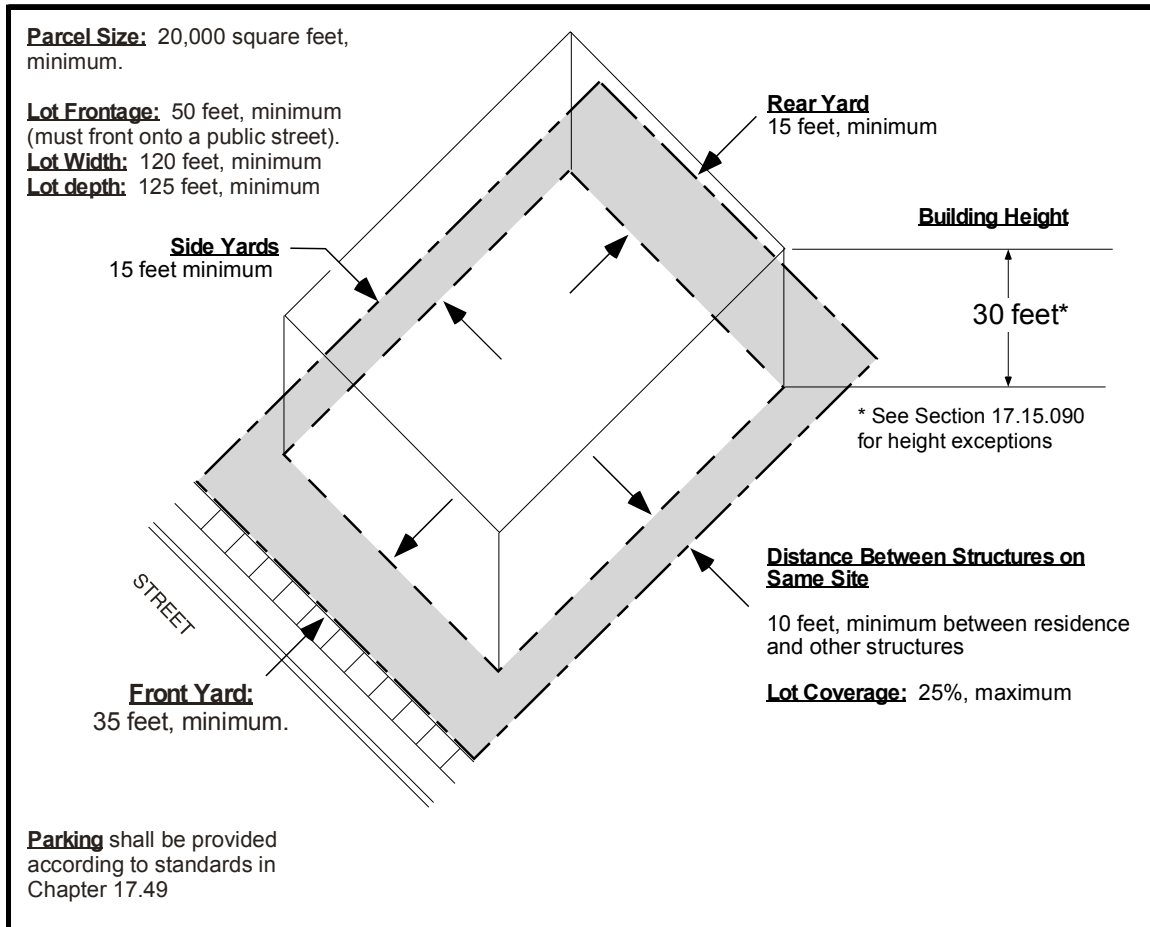 Parcel Size: 20,000 square feet,
minimum.
Lot Frontage: 50 feet, minimum
(must front onto a public street).
Lot Width: 120 feet, minimum
Lot depth: 125 feet, minimum
Rear Yard
15 feet, minimum
Side Yards
15 feet minimum
Building Height
30 feet*
* See Section 17.15.090
for height exceptions
Distance Between Structures on
Same Site
10 feet, minimum between residence
and other structures
Lot Coverage: 25%, maximum
STREET
Front Yard:
35 feet, minimum.
Parking shall be provided
according to standards in
Chapter 17.49